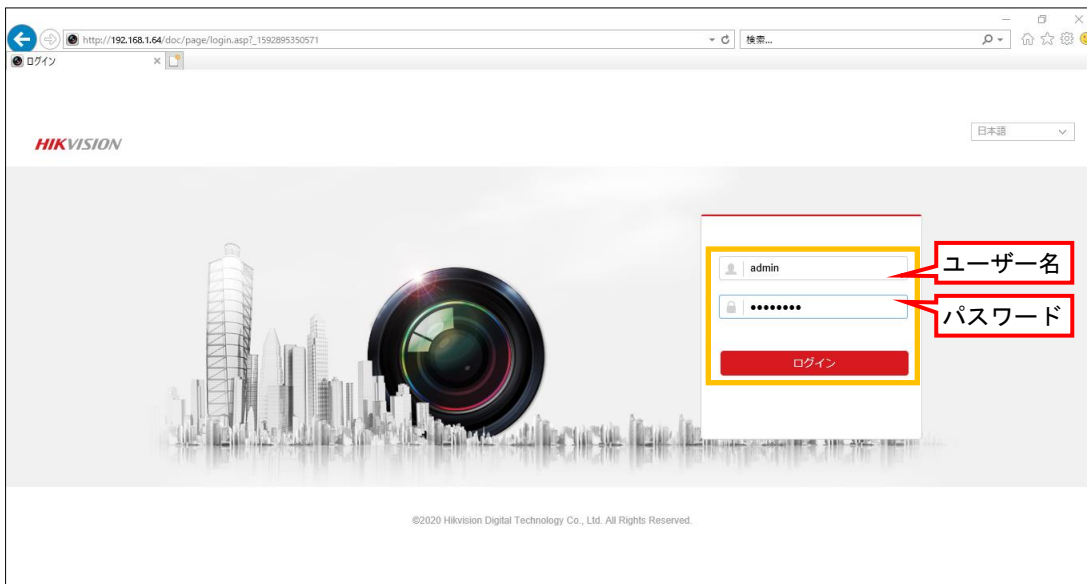 http://192.168.1.64/doc/page/login.asp?_1592895350571
検索...
ログイン
日本語
HIKVISION
admin
ユーザー名
••••••••
パスワード
ログイン
©2020 Hikvision Digital Technology Co., Ltd. All Rights Reserved.